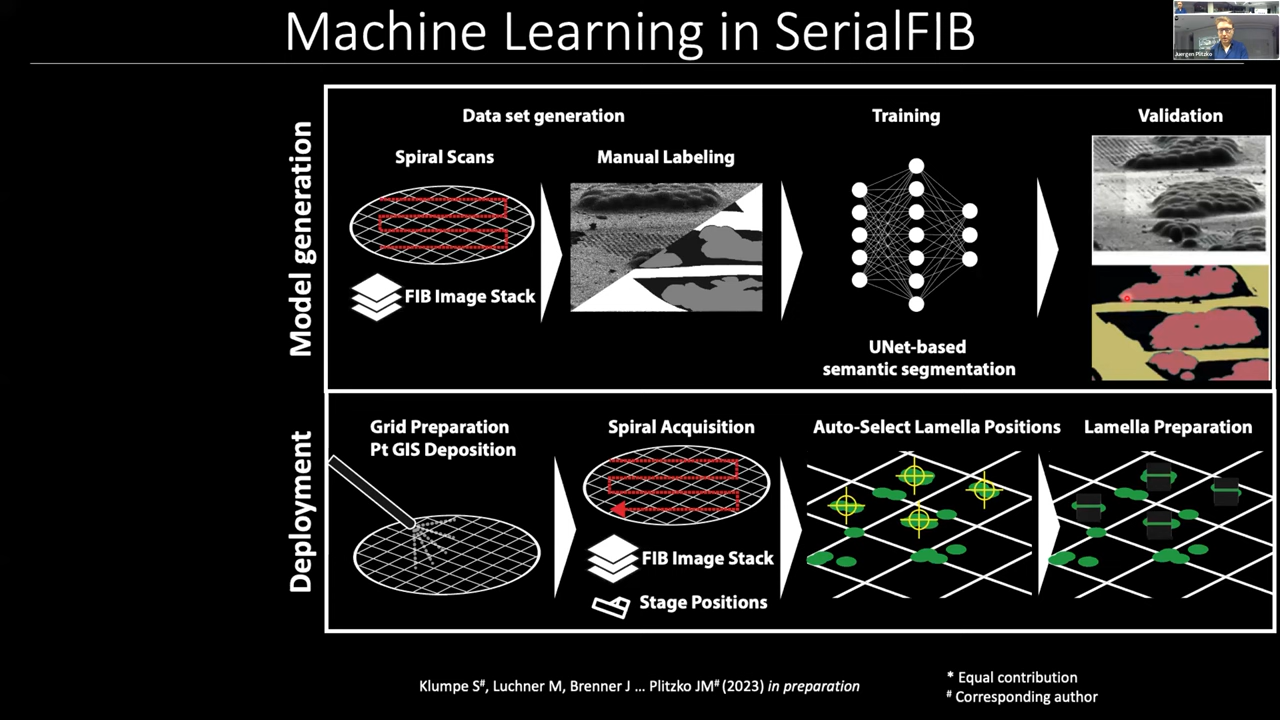 Machine Learning in SerialFIB
Juergen Plitzko
Model generation
Data set generation
Training
Validation
Spiral Scans
Manual Labeling
FIB Image Stack
UNet-based
semantic segmentation
Deployment
Grid Preparation
Pt GIS Deposition
Spiral Acquisition
FIB Image Stack
Stage Positions
Auto-Select Lamella Positions
Lamella Preparation
Klumpe S#, Luchner M, Brenner J ... Plitzko JM# (2023) in preparation
* Equal contribution
# Corresponding author